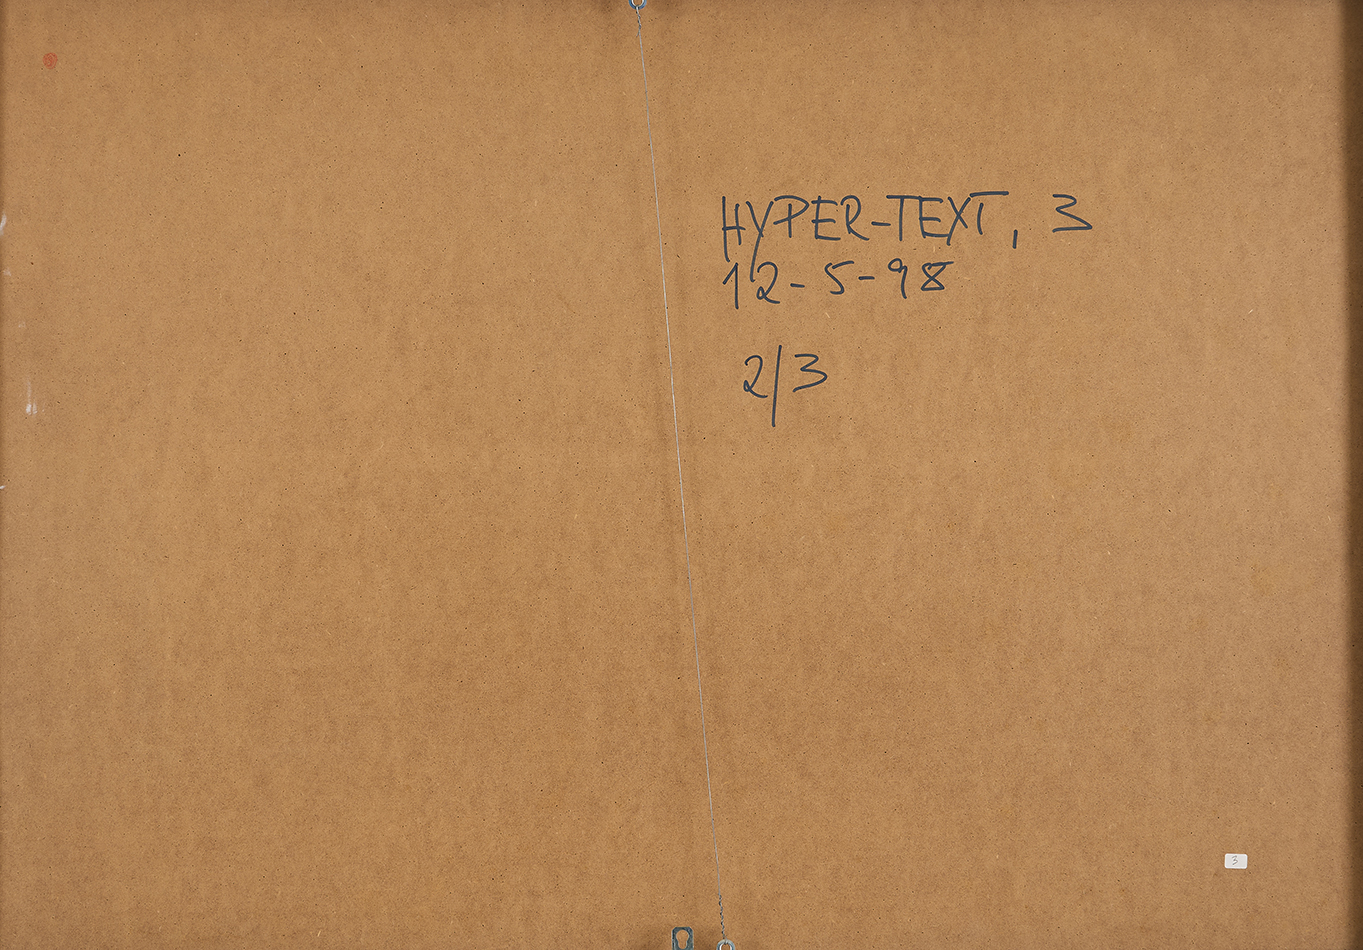 HYPER-TEXT, 3
12-5-98
2/3
3